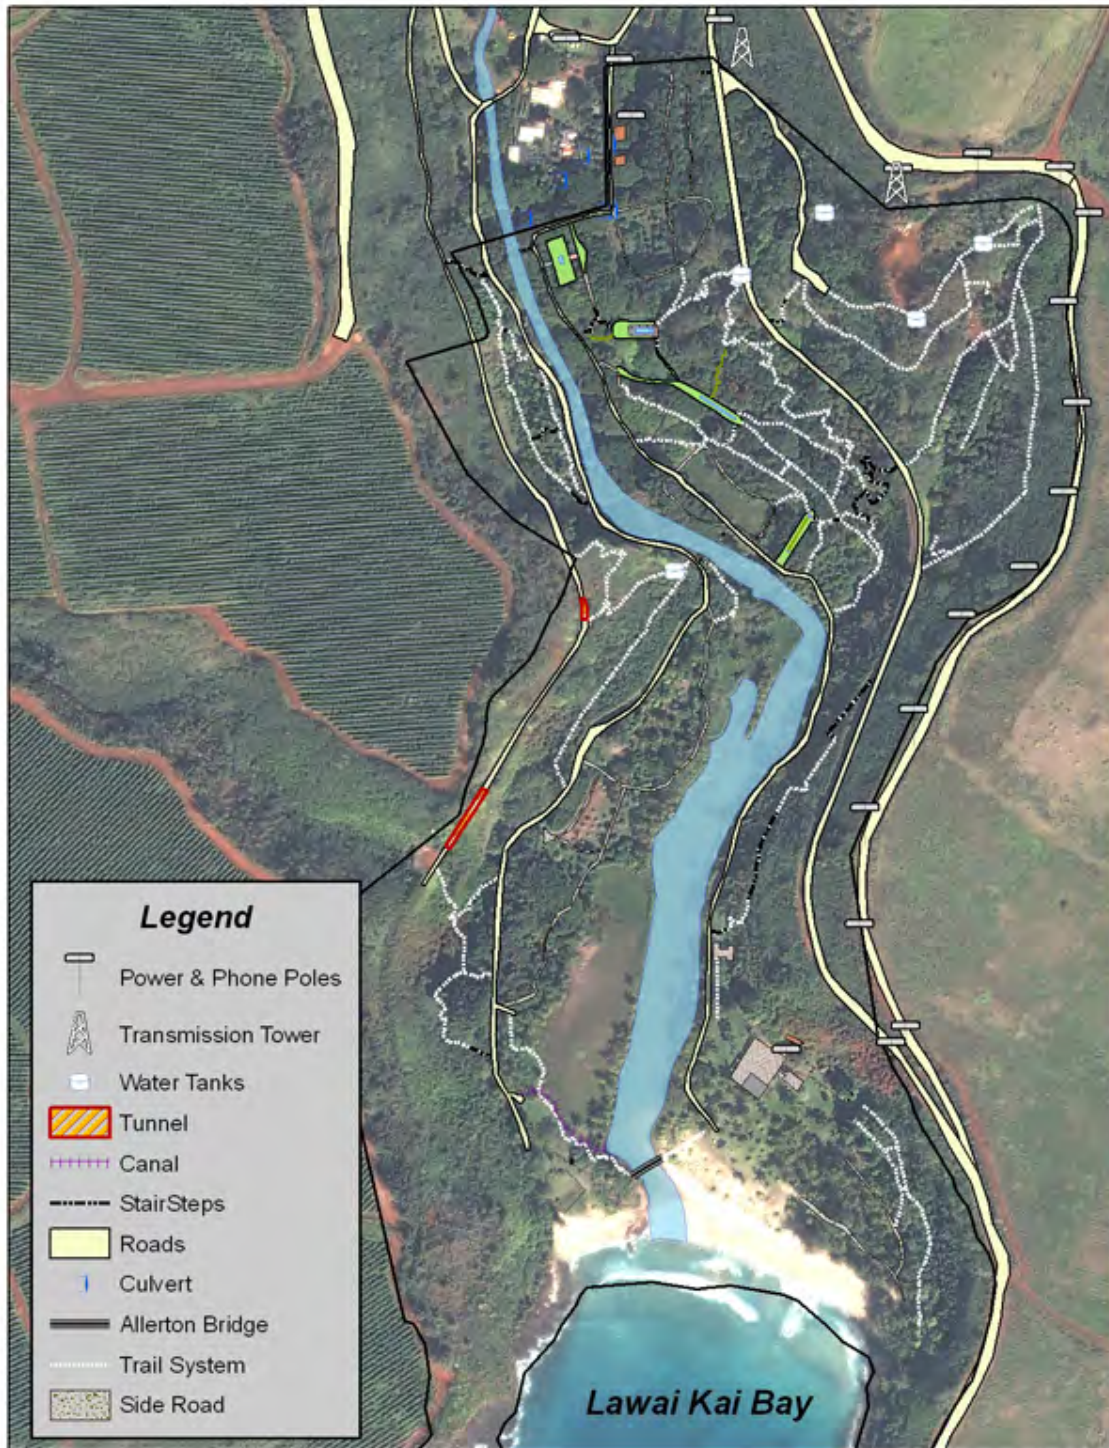 Legend
Power & Phone Poles
Transmission Tower
Water Tanks
Tunnel
Canal
StairSteps
Roads
Culvert
Allerton Bridge
Trail System
Side Road
Lawai Kai Bay